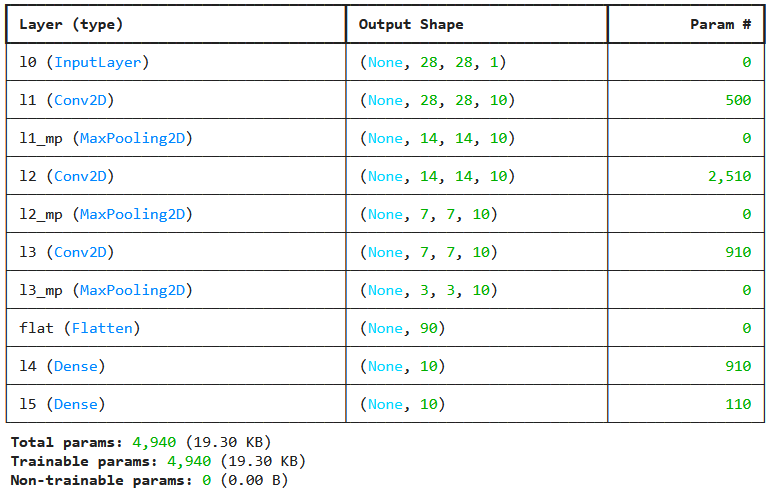 Layer (type) Output Shape Param #
l0 (InputLayer) (None, 28, 28, 1) 0
l1 (Conv2D) (None, 28, 28, 10) 500
l1_mp (MaxPooling2D) (None, 14, 14, 10) 0
l2 (Conv2D) (None, 14, 14, 10) 2,510
l2_mp (MaxPooling2D) (None, 7, 7, 10) 0
l3 (Conv2D) (None, 7, 7, 10) 910
l3_mp (MaxPooling2D) (None, 3, 3, 10) 0
flat (Flatten) (None, 90) 0
l4 (Dense) (None, 10) 910
l5 (Dense) (None, 10) 110
Total params: 4,940 (19.30 KB)
Trainable params: 4,940 (19.30 KB)
Non-trainable params: 0 (0.00 B)